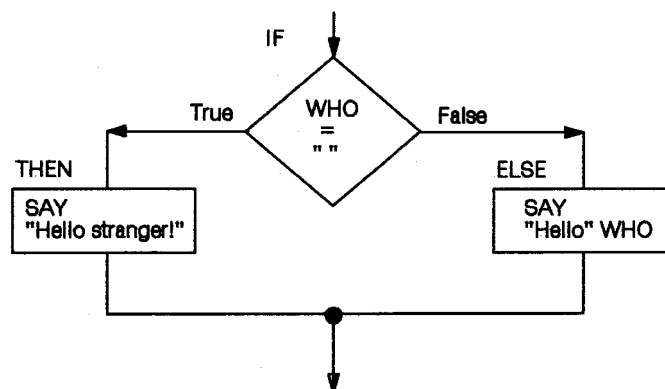 IF
True
WHO
=
" "
False
THEN
SAY
"Hello stranger!"
ELSE
SAY
"Hello" WHO